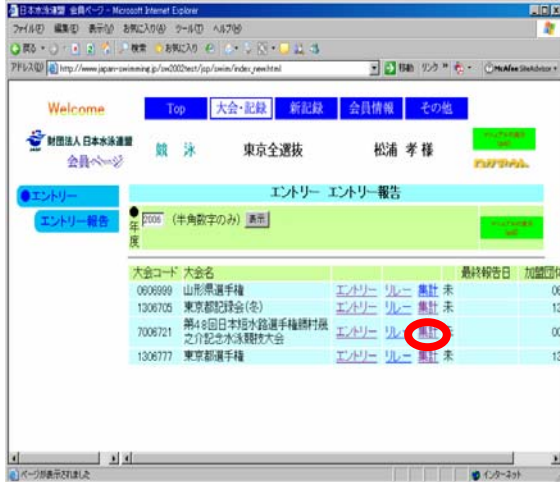 日本水泳連盟 会員ページ - Microsoft Internet Explorer
ファイル(F) 編集(E) 表示(V) お気に入り(A) ツール(T) ヘルプ(H)
戻る 検索 お気に入り
アドレス(D) http://www.japan-swimming.jp/sw2002test/jsp/swim/index_new.html 移動 リンク McAfee SiteAdvisor
Welcome Top 大会・記録 新記録 会員情報 その他
財団法人 日本水泳連盟
会員ページ
競 泳 東京全選抜 松浦 孝様
エントリー
エントリー報告
エントリー エントリー報告
年度 2006 (半角数字のみ) 表示
大会コード 大会名 最終報告日 加盟団体
0606999 山形県選手権 エントリー リレー 集計 未 06
1306705 東京都記録会(冬) エントリー リレー 集計 未 13
7006721 第48回日本短水路選手権勝村晟之介記念水泳競技大会 エントリー リレー 集計 00
1306777 東京都選手権 エントリー リレー 集計 未 13
ページが表示されました
インターネット